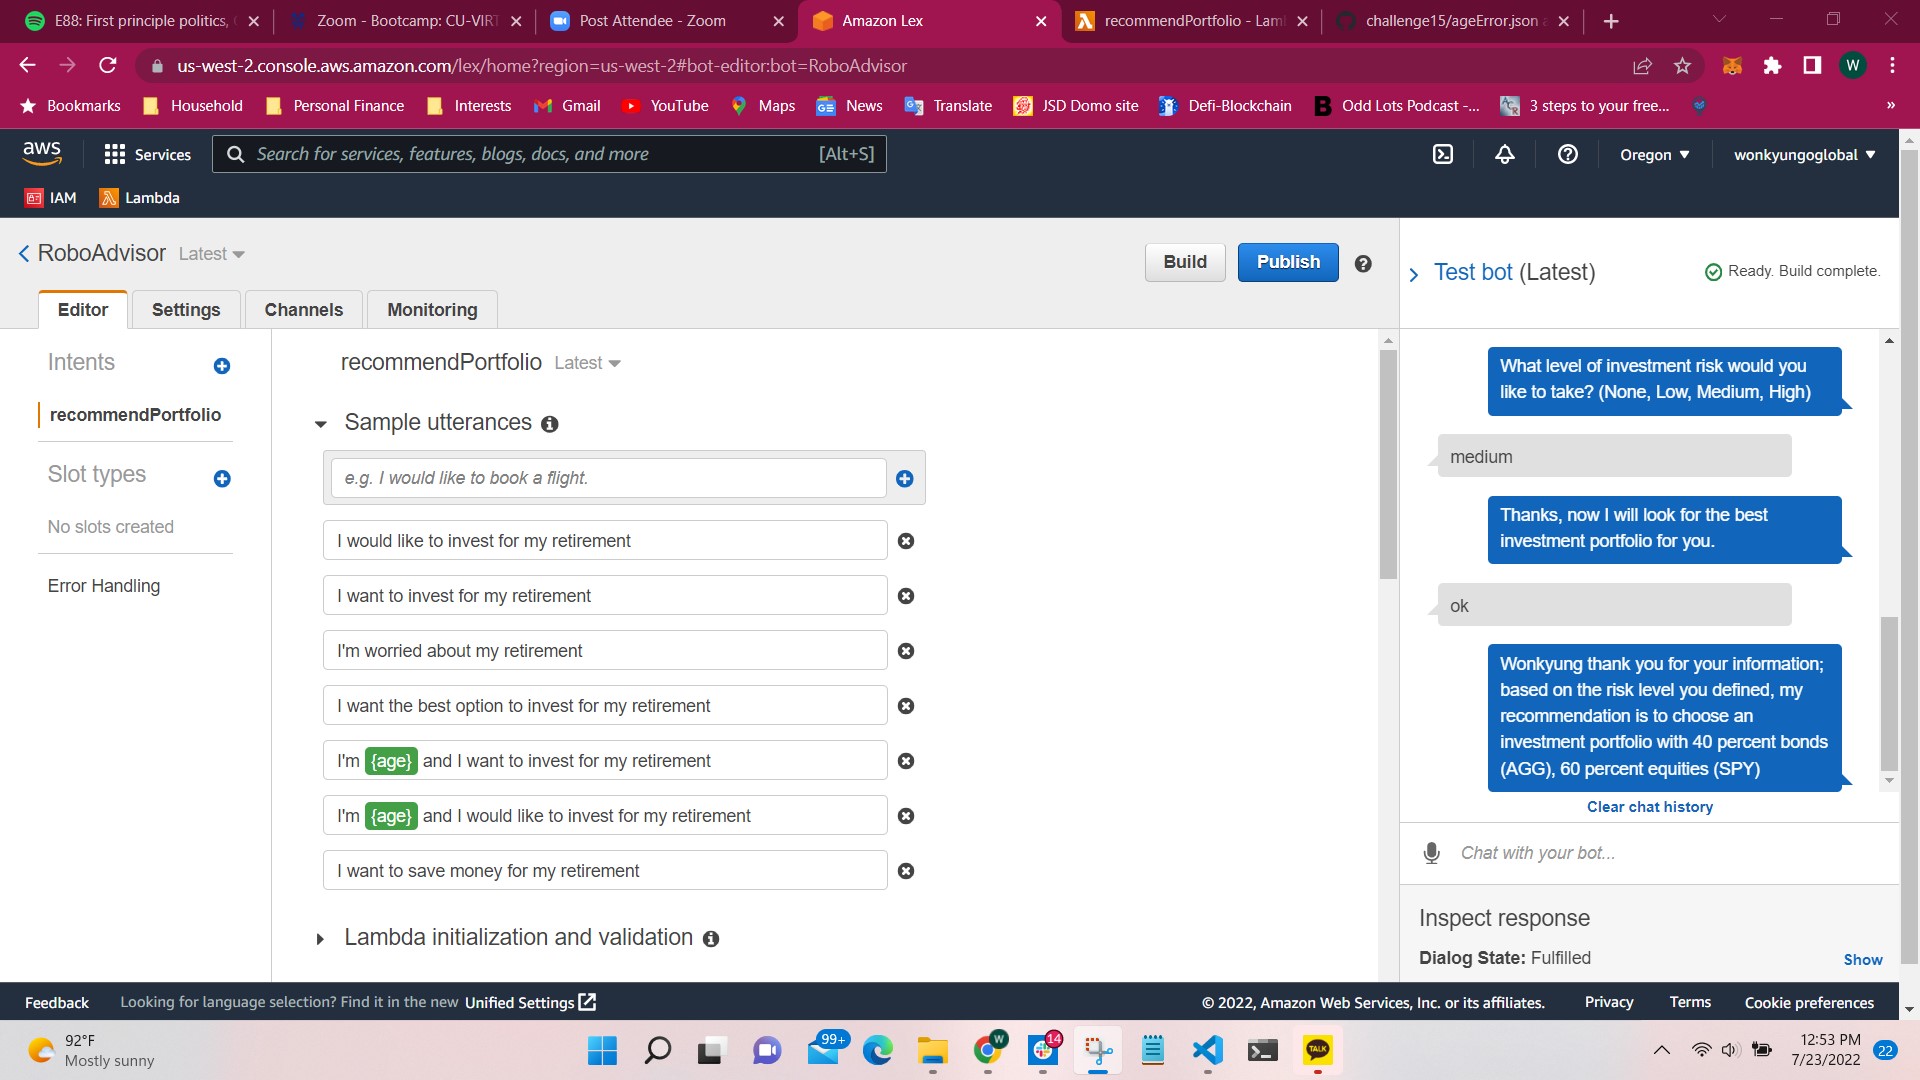 E88: First principle politics,
Zoom - Bootcamp: CU-VIRT
Post Attendee - Zoom
Amazon Lex
recommendPortfolio - Lam
challenge15/ageError.json a
us-west-2.console.aws.amazon.com/lex/home?region=us-west-2#bot-editor:bot=RoboAdvisor
W
Bookmarks Household Personal Finance Interests Gmail YouTube Maps News Translate JSD Domo site Defi-Blockchain Odd Lots Podcast -... 3 steps to your free... »
aws Services Search for services, features, blogs, docs, and more [Alt+S] Oregon wonkyungoglobal
IAM Lambda
RoboAdvisor Latest
Build Publish
Editor Settings Channels Monitoring
Intents
recommendPortfolio
Slot types
No slots created
Error Handling
recommendPortfolio Latest
Sample utterances
e.g. I would like to book a flight.
I would like to invest for my retirement
I want to invest for my retirement
I'm worried about my retirement
I want the best option to invest for my retirement
I'm {age} and I want to invest for my retirement
I'm {age} and I would like to invest for my retirement
I want to save money for my retirement
Lambda initialization and validation
Test bot (Latest) Ready. Build complete.
What level of investment risk would you
like to take? (None, Low, Medium, High)
medium
Thanks, now I will look for the best
investment portfolio for you.
ok
Wonkyung thank you for your information;
based on the risk level you defined, my
recommendation is to choose an
investment portfolio with 40 percent bonds
(AGG), 60 percent equities (SPY)
Clear chat history
Chat with your bot...
Inspect response
Dialog State: Fulfilled Show
Feedback Looking for language selection? Find it in the new Unified Settings © 2022, Amazon Web Services, Inc. or its affiliates. Privacy Terms Cookie preferences
92°F
Mostly sunny
99+
W
14
TALK
12:53 PM
7/23/2022
22